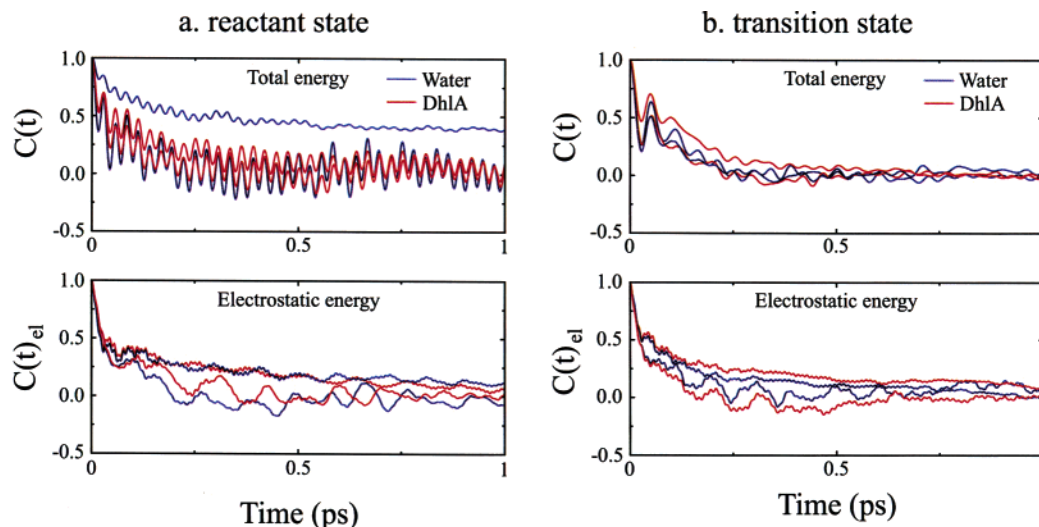 a. reactant state
b. transition state
1.0
0.5
0.0
-0.5
C(t)
Total energy
Water
DhlA
0
0.5
1
1.0
0.5
0.0
-0.5
C(t)
Total energy
Water
DhlA
0
0.5
1.0
0.5
0.0
-0.5
C(t)el
Electrostatic energy
0
0.5
1
Time (ps)
1.0
0.5
0.0
-0.5
C(t)el
Electrostatic energy
0
0.5
Time (ps)